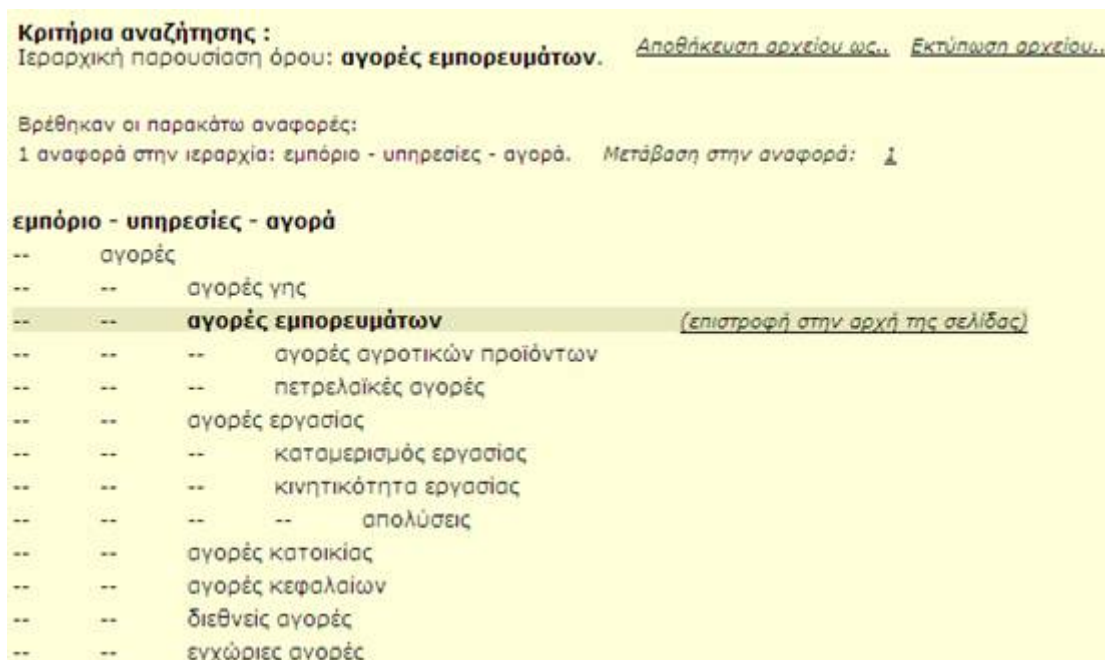 Κριτήρια αναζήτησης :
Ιεραρχική παρουσίαση όρου: αγορές εμπορευμάτων. Αποθήκευση αρχείου ως.. Εκτύπωση αρχείου..
Βρέθηκαν οι παρακάτω αναφορές:
1 αναφορά στην ιεραρχία: εμπόριο - υπηρεσίες - αγορά. Μετάβαση στην αναφορά: 1
εμπόριο - υπηρεσίες - αγορά
-- αγορές
-- -- αγορές γης
-- -- αγορές εμπορευμάτων (επιστροφή στην αρχή της σελίδας)
-- -- -- αγορές αγροτικών προϊόντων
-- -- -- πετρελαϊκές αγορές
-- -- αγορές εργασίας
-- -- -- καταμερισμός εργασίας
-- -- -- κινητικότητα εργασίας
-- -- -- -- απολύσεις
-- -- αγορές κατοικίας
-- -- αγορές κεφαλαίων
-- -- διεθνείς αγορές
-- -- εγχώριες αγορές